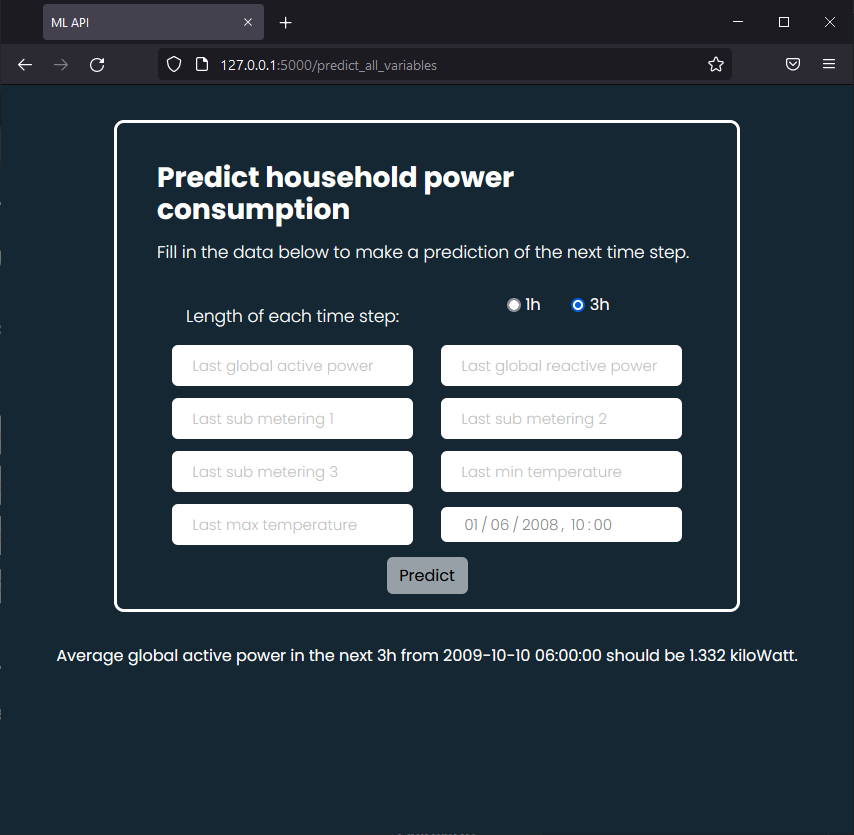 ML API
127.0.0.1:5000/predict_all_variables
Predict household power
consumption
Fill in the data below to make a prediction of the next time step.
Length of each time step:
1h
3h
Last global active power
Last global reactive power
Last sub metering 1
Last sub metering 2
Last sub metering 3
Last min temperature
Last max temperature
01/06/2008, 10:00
Predict
Average global active power in the next 3h from 2009-10-10 06:00:00 should be 1.332 kiloWatt.